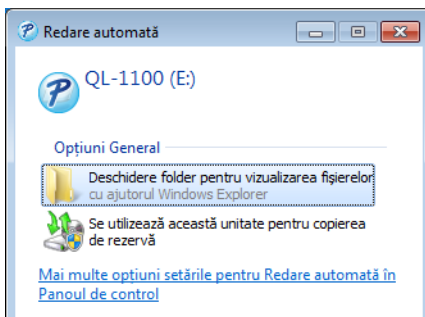 Redare automată
QL-1100 (E:)
Opțiuni General
Deschidere folder pentru vizualizarea fișierelor
cu ajutorul Windows Explorer
Se utilizează această unitate pentru copierea
de rezervă
Mai multe opțiuni setările pentru Redare automată în
Panoul de control